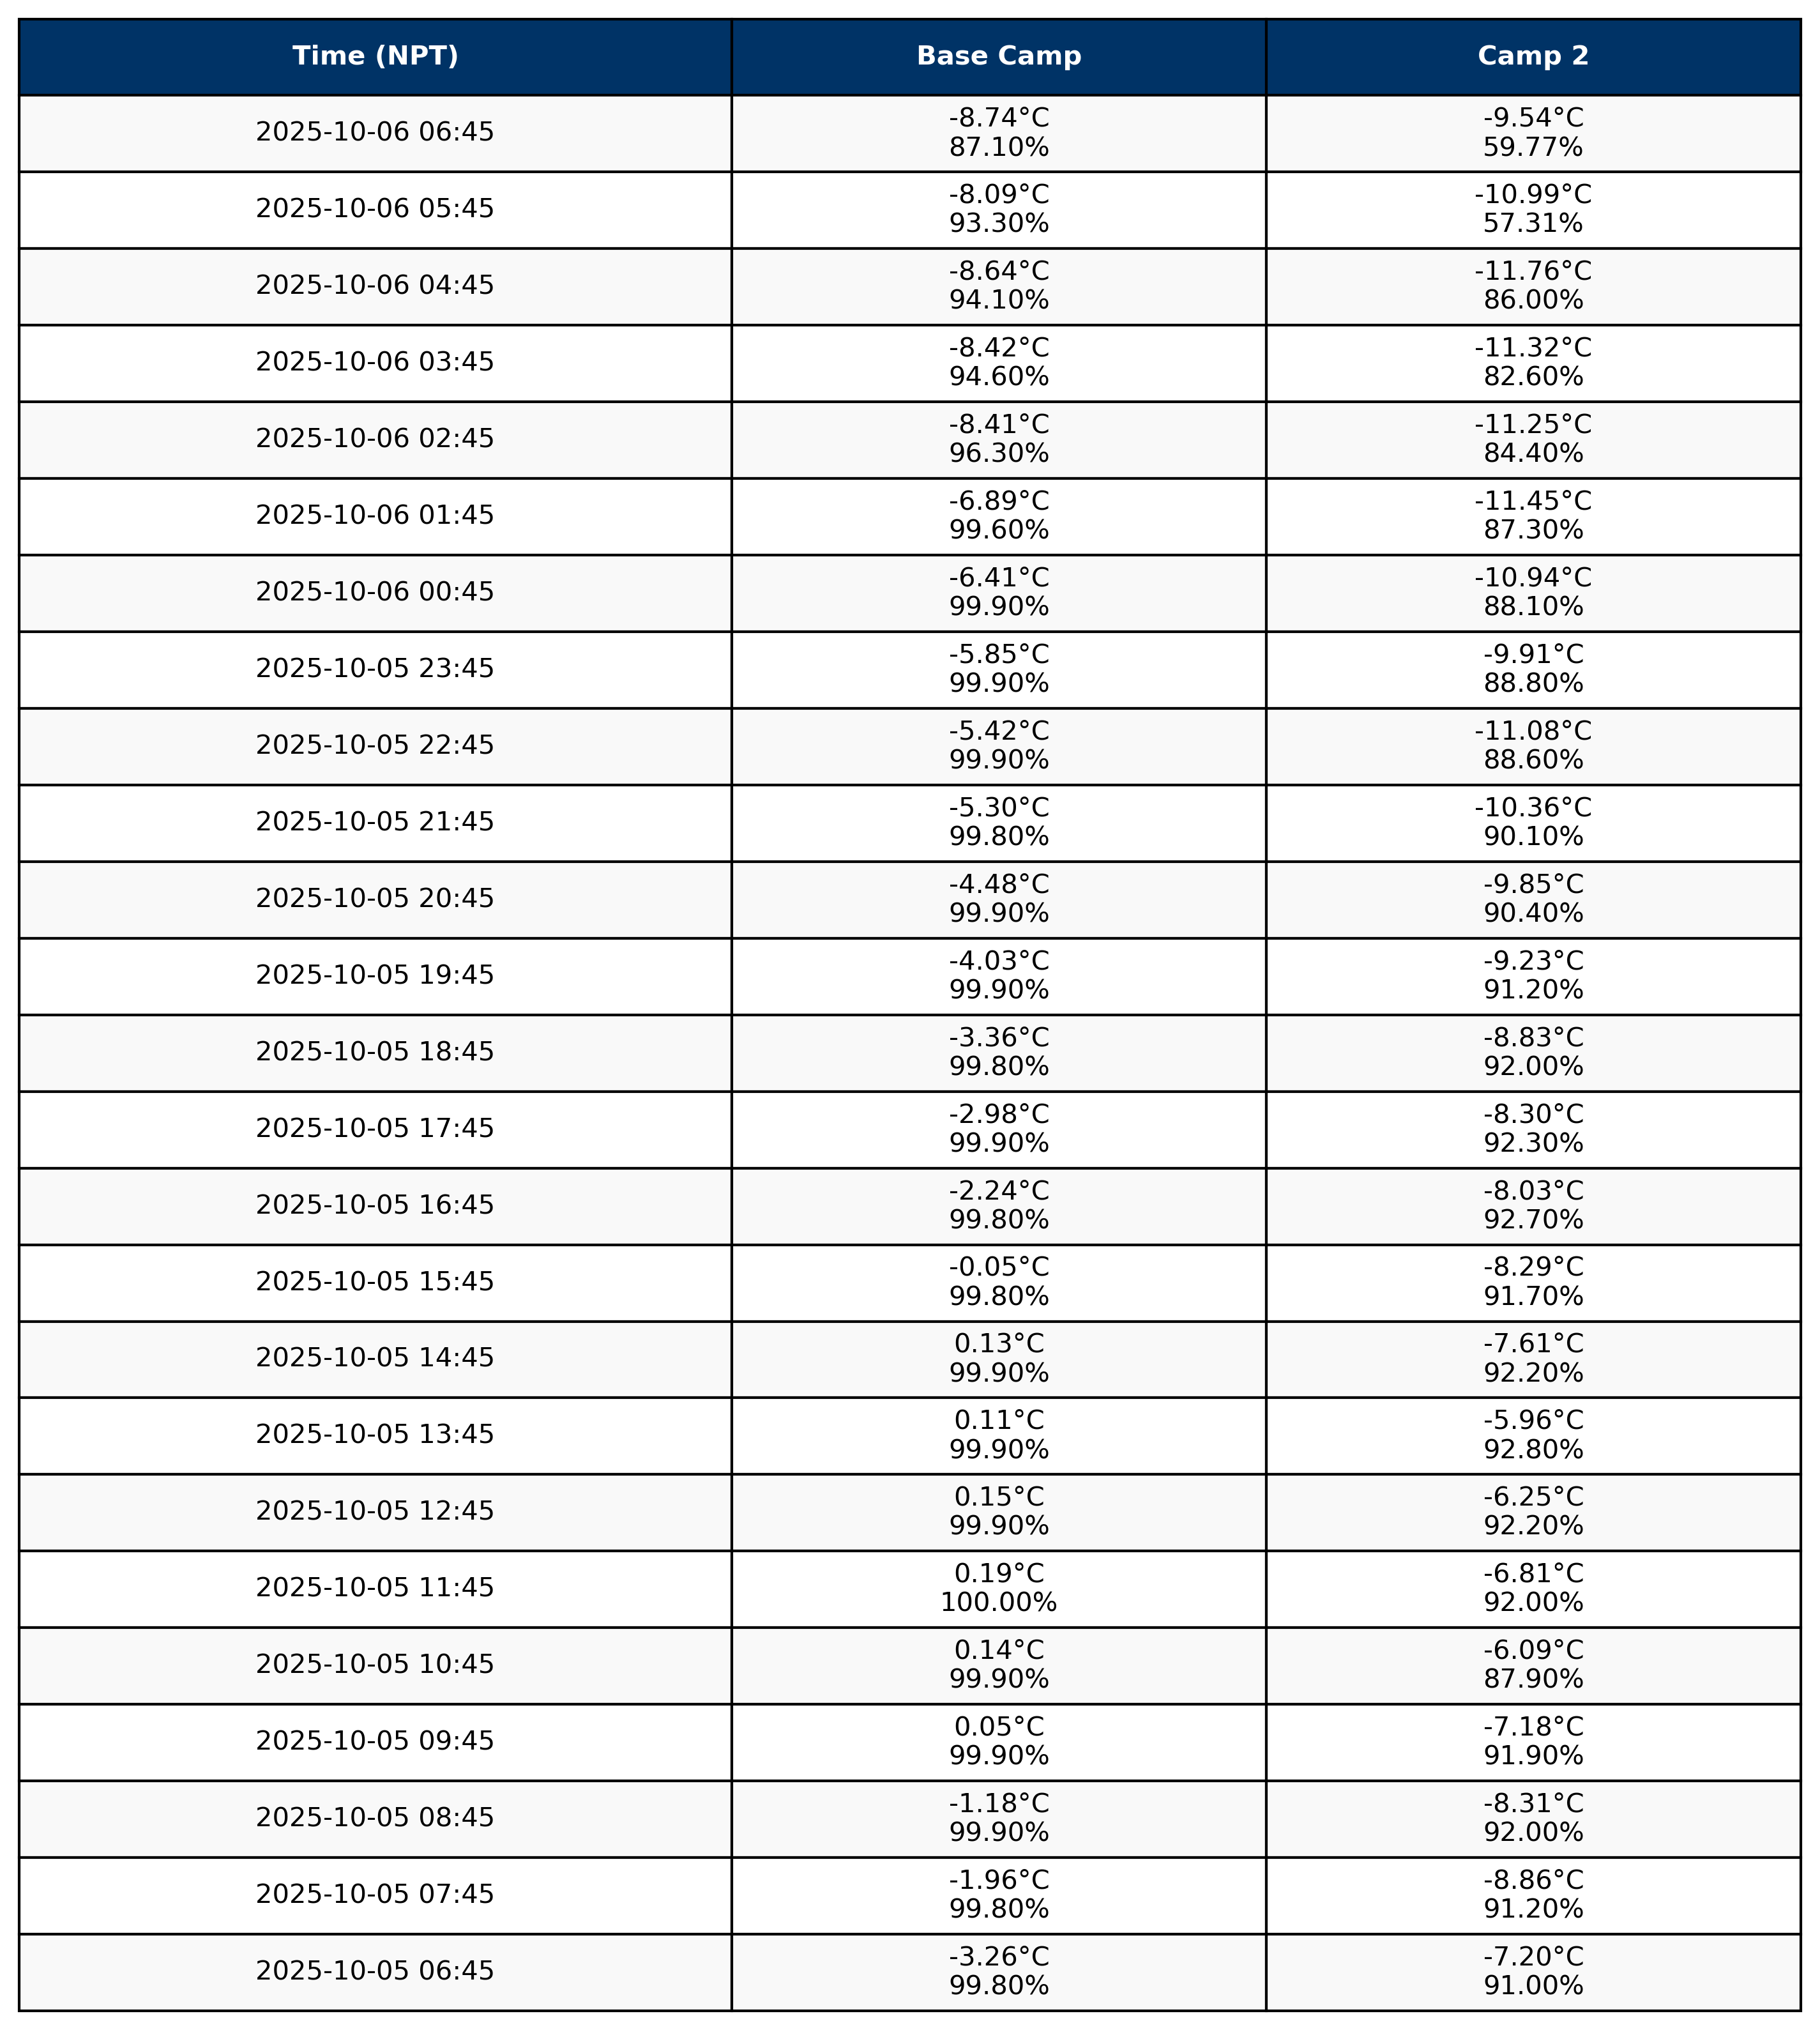 Time (NPT) Base Camp Camp 2
2025-10-06 06:45 -8.74°C -9.54°C
87.10% 59.77%
2025-10-06 05:45 -8.09°C -10.99°C
93.30% 57.31%
2025-10-06 04:45 -8.64°C -11.76°C
94.10% 86.00%
2025-10-06 03:45 -8.42°C -11.32°C
94.60% 82.60%
2025-10-06 02:45 -8.41°C -11.25°C
96.30% 84.40%
2025-10-06 01:45 -6.89°C -11.45°C
99.60% 87.30%
2025-10-06 00:45 -6.41°C -10.94°C
99.90% 88.10%
2025-10-05 23:45 -5.85°C -9.91°C
99.90% 88.80%
2025-10-05 22:45 -5.42°C -11.08°C
99.90% 88.60%
2025-10-05 21:45 -5.30°C -10.36°C
99.80% 90.10%
2025-10-05 20:45 -4.48°C -9.85°C
99.90% 90.40%
2025-10-05 19:45 -4.03°C -9.23°C
99.90% 91.20%
2025-10-05 18:45 -3.36°C -8.83°C
99.80% 92.00%
2025-10-05 17:45 -2.98°C -8.30°C
99.90% 92.30%
2025-10-05 16:45 -2.24°C -8.03°C
99.80% 92.70%
2025-10-05 15:45 -0.05°C -8.29°C
99.80% 91.70%
2025-10-05 14:45 0.13°C -7.61°C
99.90% 92.20%
2025-10-05 13:45 0.11°C -5.96°C
99.90% 92.80%
2025-10-05 12:45 0.15°C -6.25°C
99.90% 92.20%
2025-10-05 11:45 0.19°C -6.81°C
100.00% 92.00%
2025-10-05 10:45 0.14°C -6.09°C
99.90% 87.90%
2025-10-05 09:45 0.05°C -7.18°C
99.90% 91.90%
2025-10-05 08:45 -1.18°C -8.31°C
99.90% 92.00%
2025-10-05 07:45 -1.96°C -8.86°C
99.80% 91.20%
2025-10-05 06:45 -3.26°C -7.20°C
99.80% 91.00%